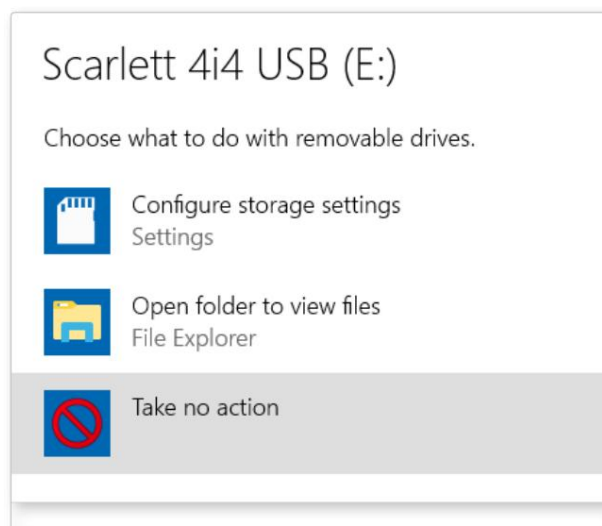 Scarlett 4i4 USB (E:)
Choose what to do with removable drives.
Configure storage settings
Settings
Open folder to view files
File Explorer
Take no action